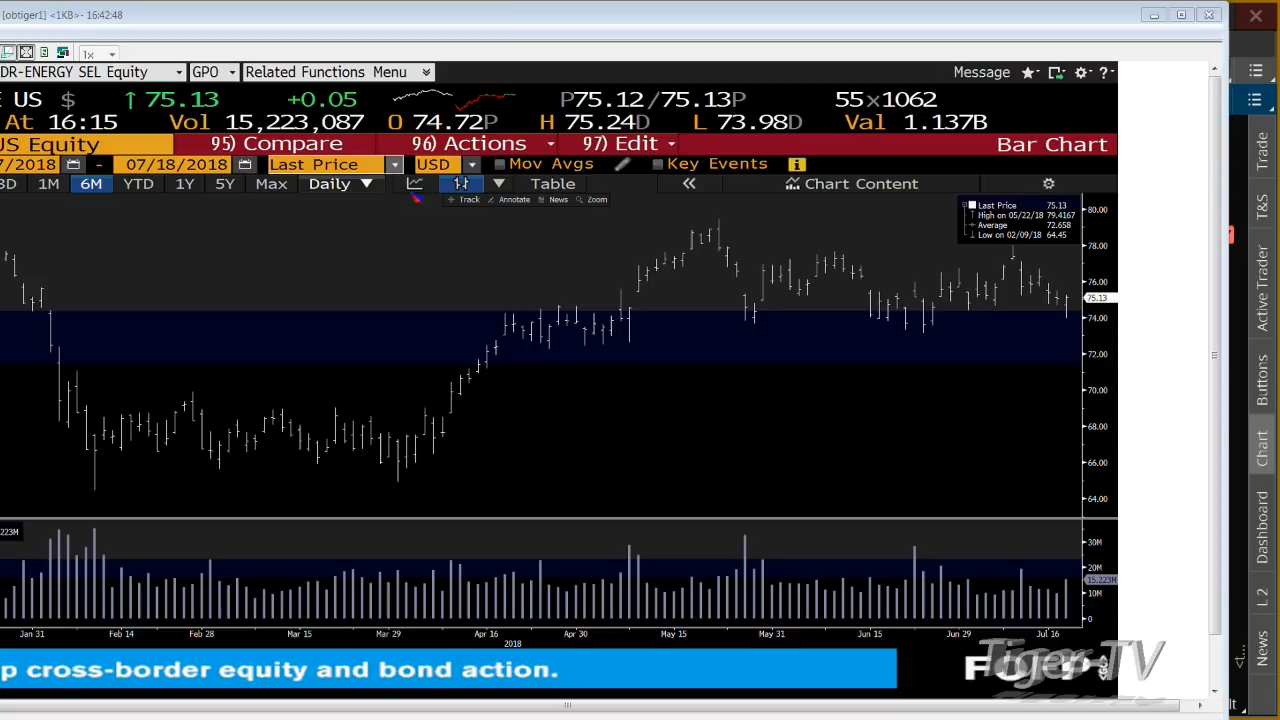 [obtiger1] <1KB>- 16:42:48
1x
DR-ENERGY SEL Equity GPO Related Functions Menu Message ?
US $ ↑ 75.13 +0.05 P75.12/75.13P 55x1062
At 16:15 Vol 15,223,087 O 74.72P H 75.24D L 73.98D Val 1.137B
US Equity 95) Compare 96) Actions 97) Edit Bar Chart
7/2018 - 07/18/2018 Last Price USD Mov Avgs Key Events
3D 1M 6M YTD 1Y 5Y Max Daily Table « Chart Content
Track Annotate News Zoom
Last Price 75.13
High on 05/22/18 79.4167
Average 72.658
Low on 02/09/18 64.45
80.00
78.00
76.00
75.13
74.00
72.00
70.00
68.00
66.00
64.00
223M
30M
20M
15.223M
10M
0
Jan 31 Feb 14 Feb 28 Mar 15 Mar 29 Apr 16 Apr 30 May 15 May 31 Jun 15 Jun 29 Jul 16
2018
p cross-border equity and bond action.
Tiger TV
Trade
T&S
Active Trader
Buttons
Chart
Dashboard
L 2
News